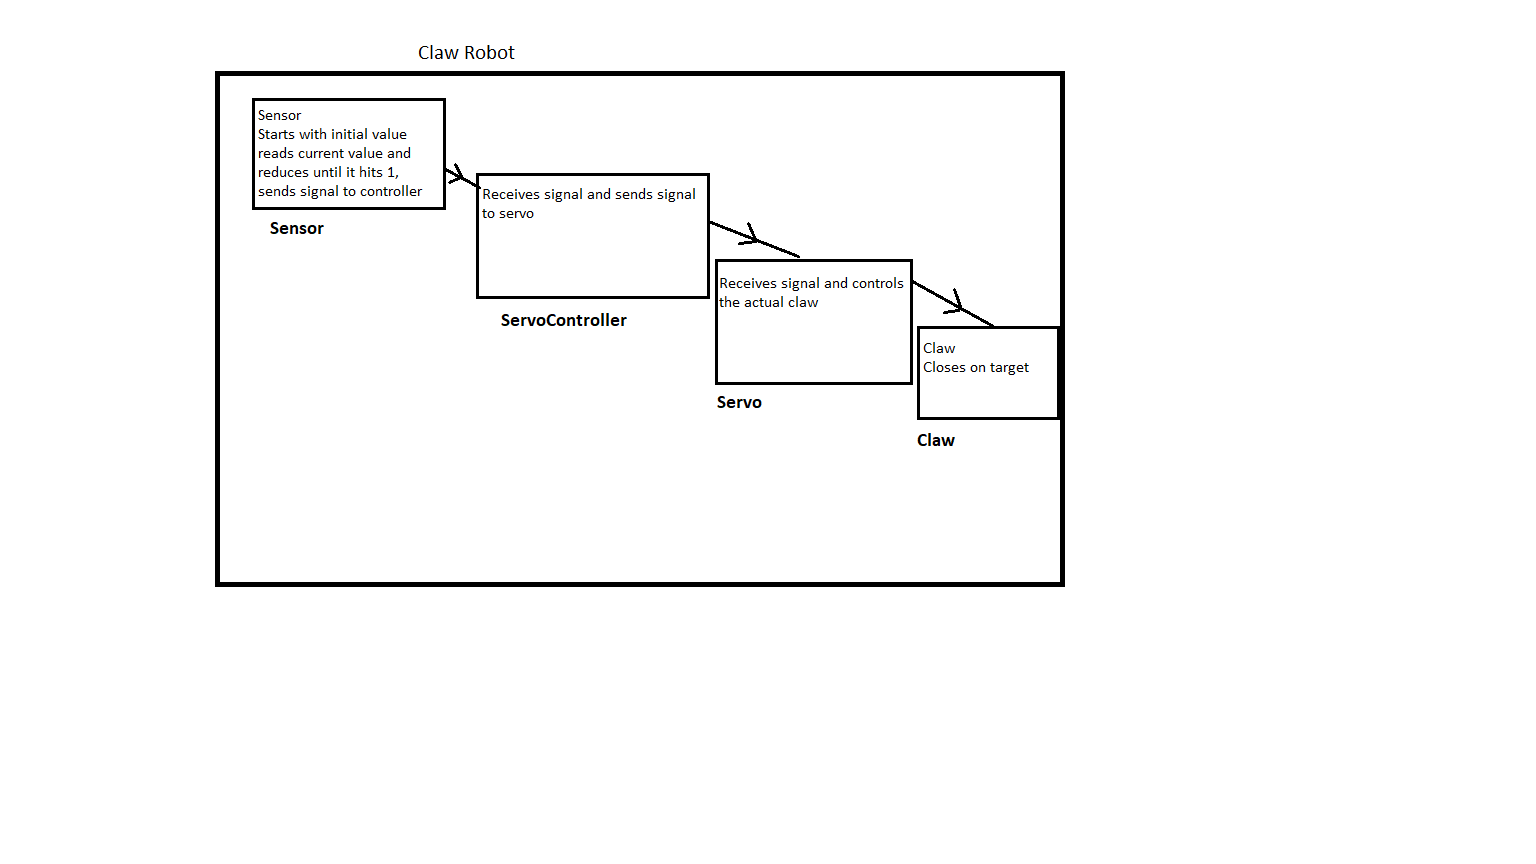 Claw Robot
Sensor
Starts with initial value
reads current value and
reduces until it hits 1,
sends signal to controller
Sensor
Receives signal and sends signal
to servo
ServoController
Receives signal and controls
the actual claw
Servo
Claw
Closes on target
Claw